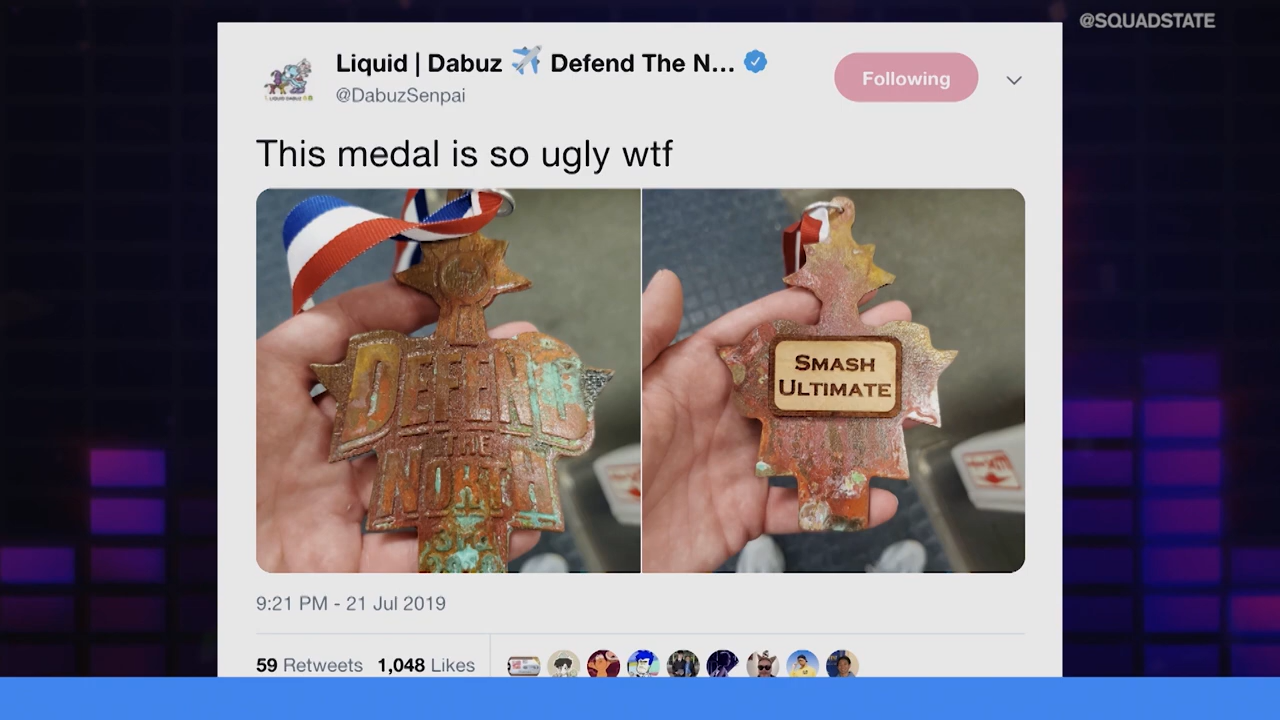 @SQUADSTATE
Liquid | Dabuz ✈️ Defend The N...
@DabuzSenpai
Following
This medal is so ugly wtf
DEFEND
THE
NORTH
SMASH
ULTIMATE
9:21 PM - 21 Jul 2019
59 Retweets 1,048 Likes